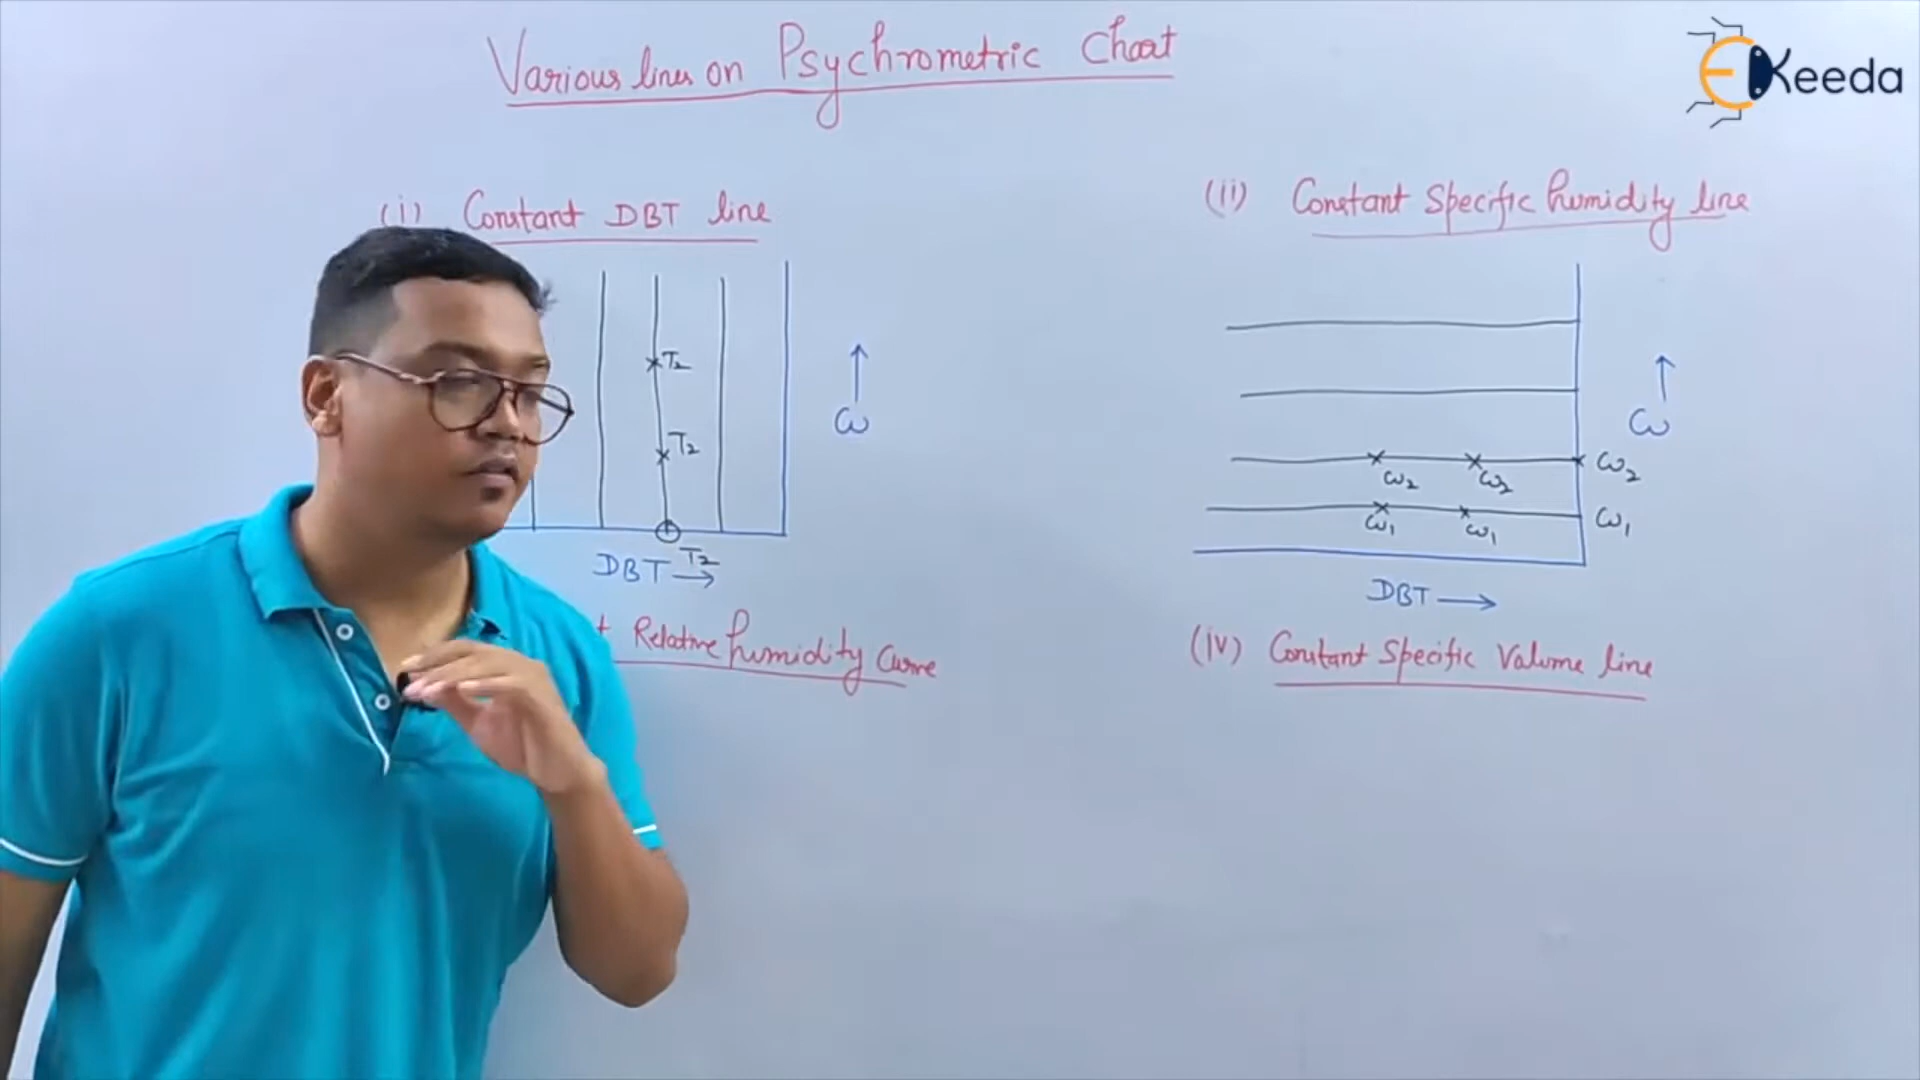 Various lines on Psychrometric Chart
EKeeda
(i) Constant DBT line
(ii) Constant Specific humidity line
T2
T2
T2
ω
DBT →
ω
ω2 ω2 ω2
ω1 ω1 ω1
DBT →
t Relative humidity Curve
(iv) Constant Specific Volume line